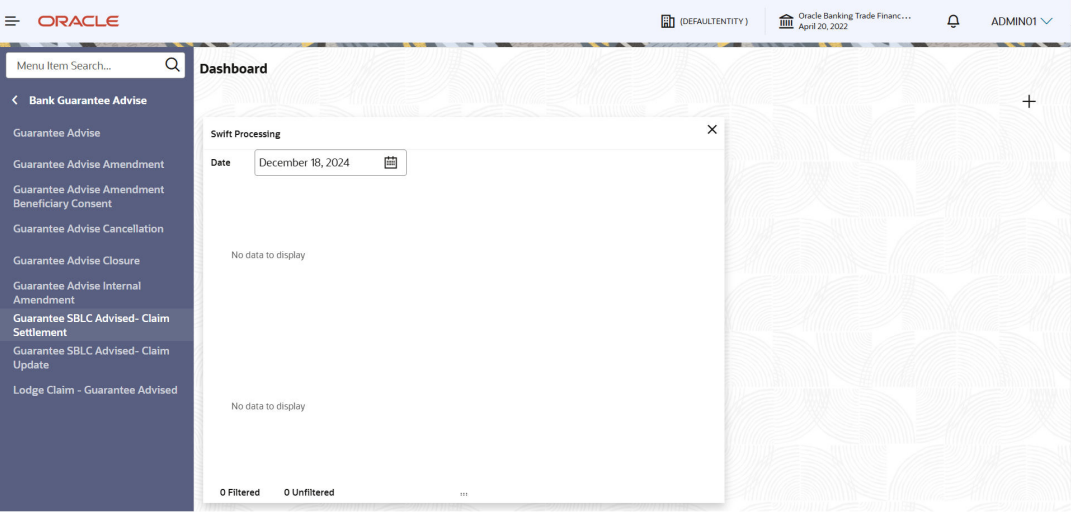 ORACLE
(DEFAULTENTITY )
Oracle Banking Trade Financ...
April 20, 2022
ADMIN01
Menu Item Search...
Dashboard
Bank Guarantee Advise
Guarantee Advise
Guarantee Advise Amendment
Guarantee Advise Amendment
Beneficiary Consent
Guarantee Advise Cancellation
Guarantee Advise Closure
Guarantee Advise Internal
Amendment
Guarantee SBLC Advised- Claim
Settlement
Guarantee SBLC Advised- Claim
Update
Lodge Claim - Guarantee Advised
Swift Processing
Date December 18, 2024
No data to display
No data to display
0 Filtered 0 Unfiltered